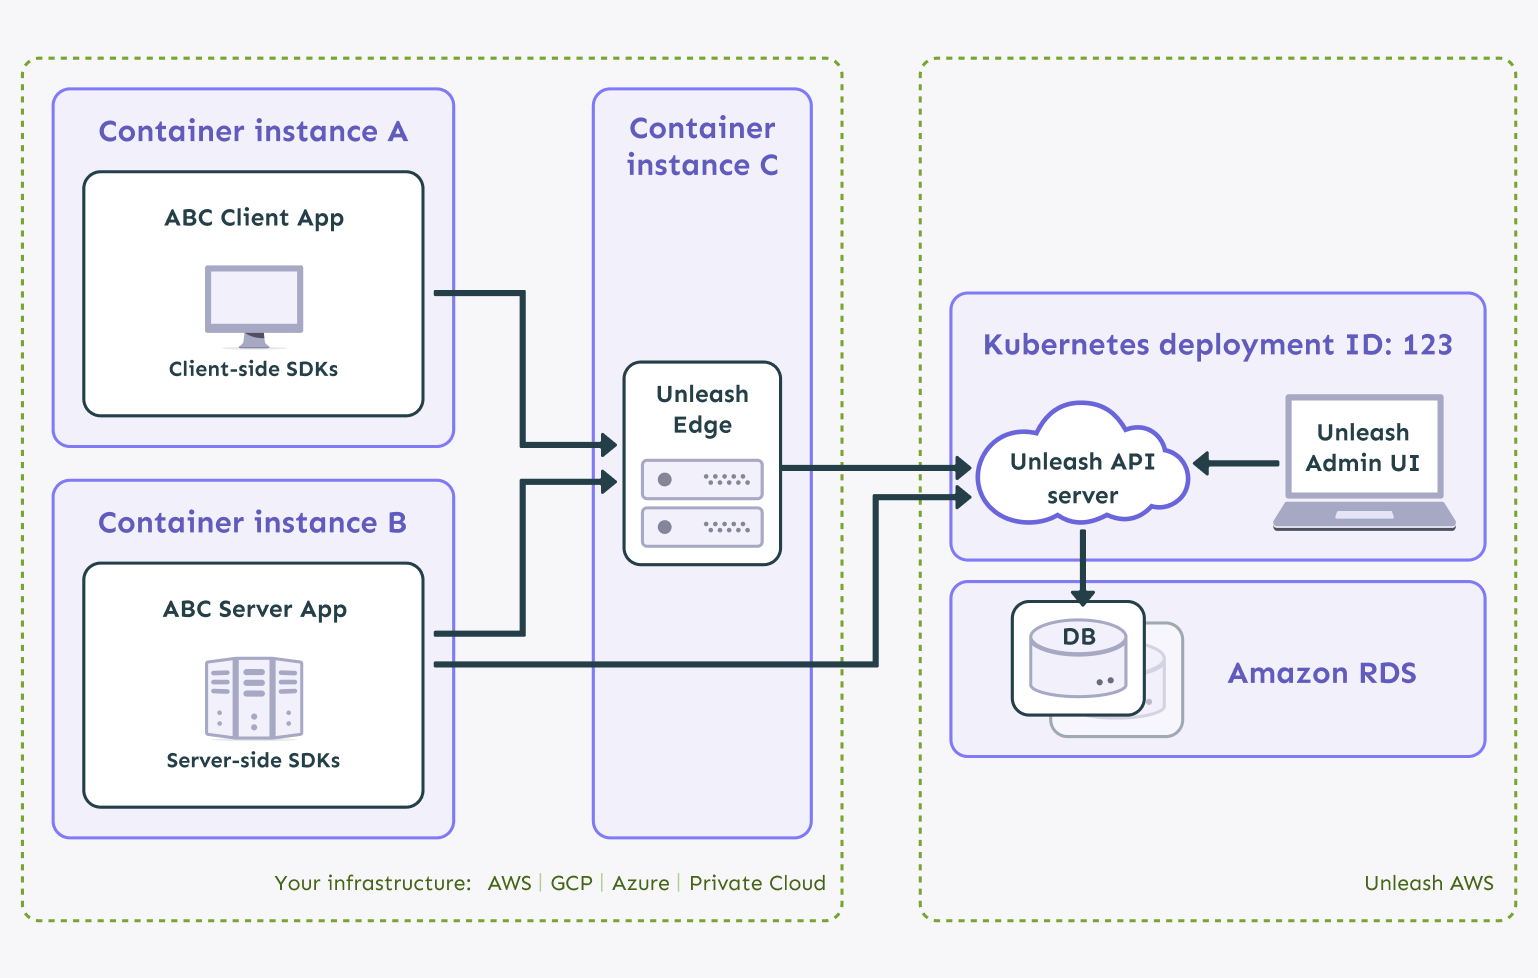 Container instance A
ABC Client App
Client-side SDKs
Container instance B
ABC Server App
Server-side SDKs
Container
instance C
Unleash
Edge
Your infrastructure: AWS | GCP | Azure | Private Cloud
Kubernetes deployment ID: 123
Unleash API
server
Unleash
Admin UI
DB
Amazon RDS
Unleash AWS